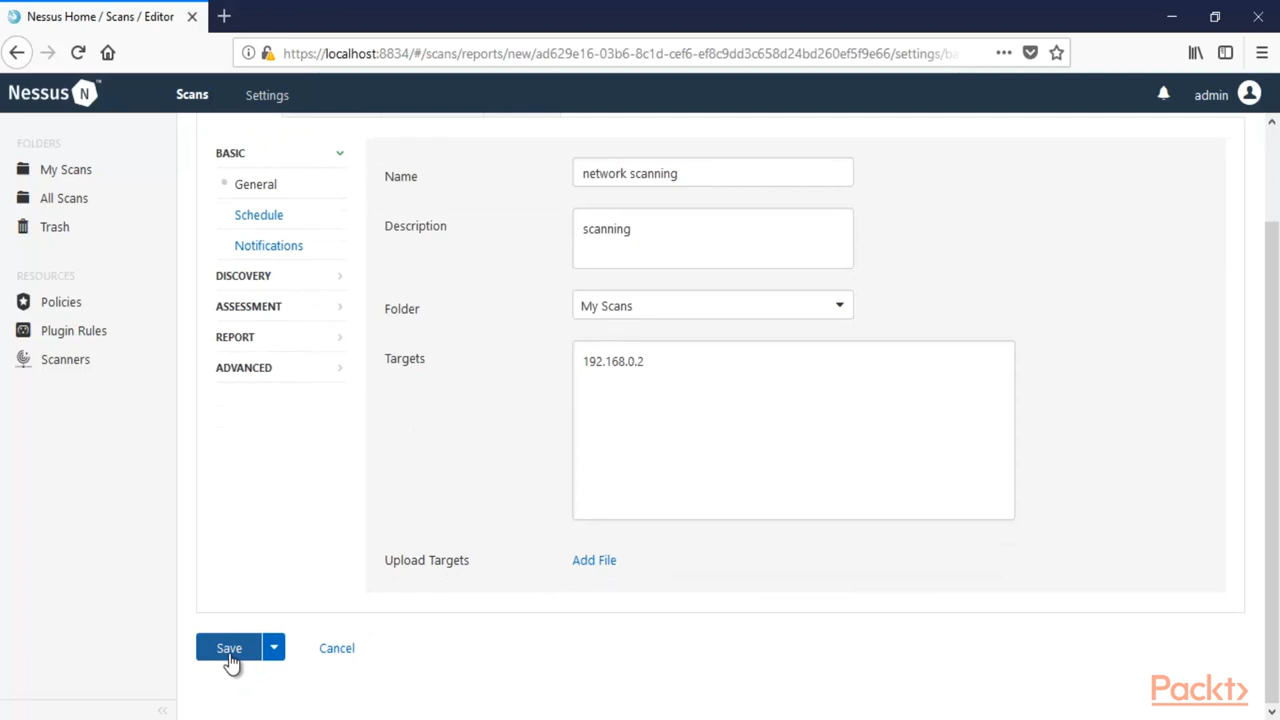 Nessus Home / Scans / Editor
https://localhost:8834/#/scans/reports/new/ad629e16-03b6-8c1d-cef6-ef8c9dd3c658d24bd260ef5f9e66/settings/ba
Nessus N
Scans
Settings
admin
FOLDERS
My Scans
All Scans
Trash
RESOURCES
Policies
Plugin Rules
Scanners
BASIC
General
Schedule
Notifications
DISCOVERY
ASSESSMENT
REPORT
ADVANCED
Name
network scanning
Description
scanning
Folder
My Scans
Targets
192.168.0.2
Upload Targets
Add File
Save
Cancel
Packt>